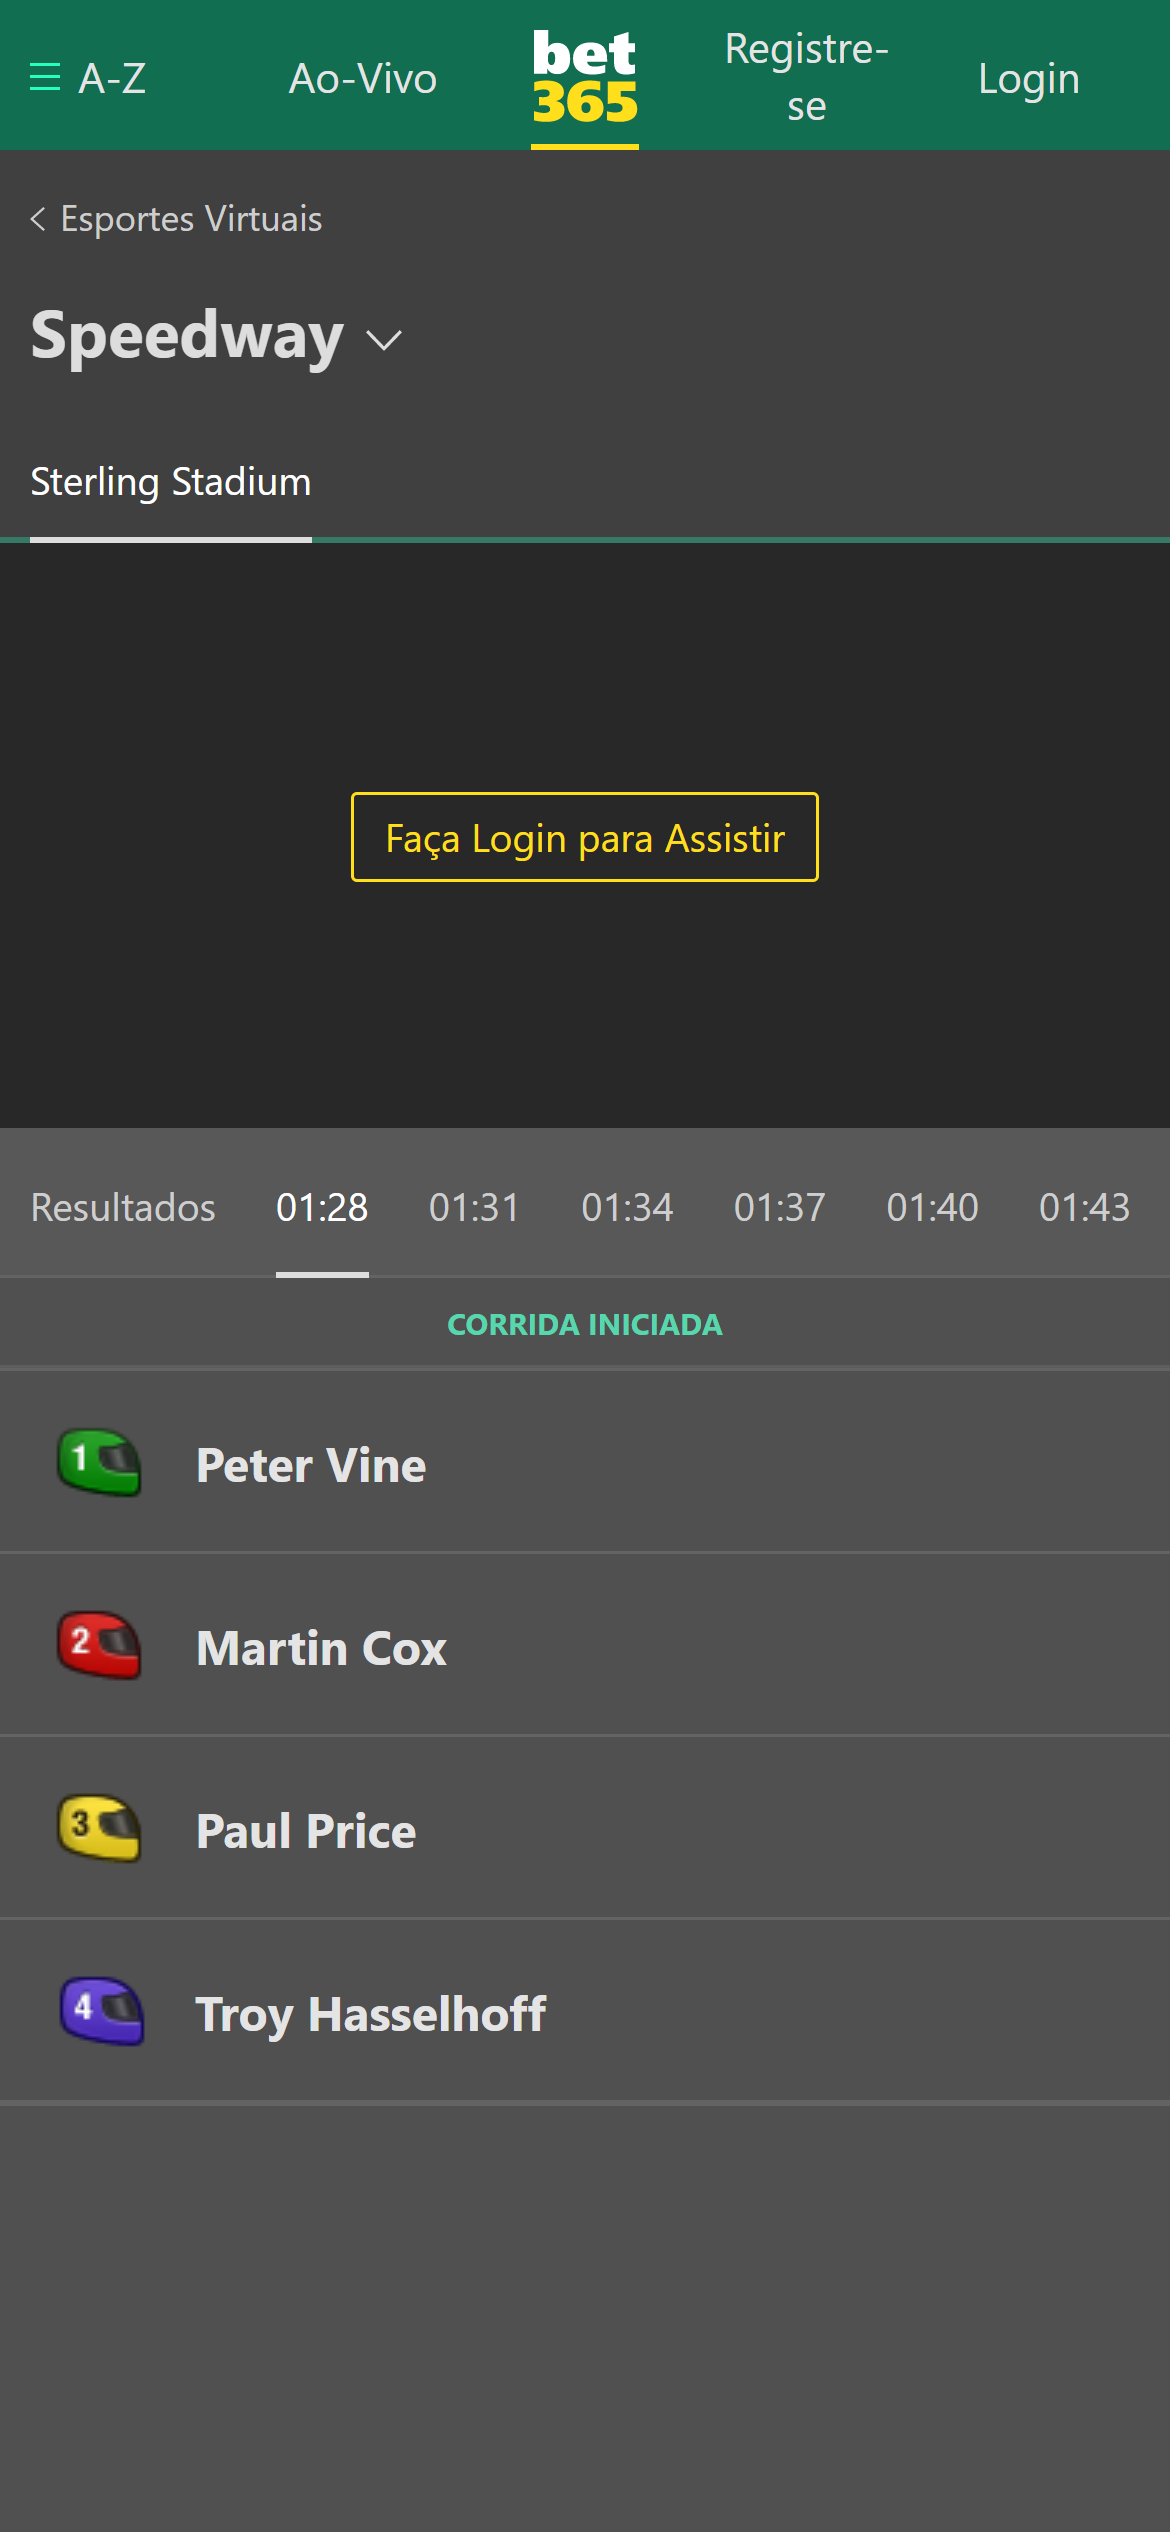 A-Z
Ao-Vivo
bet
365
Registre-
se
Login
Esportes Virtuais
Speedway
Sterling Stadium
Faça Login para Assistir
Resultados 01:28 01:31 01:34 01:37 01:40 01:43
CORRIDA INICIADA
1 Peter Vine
2 Martin Cox
3 Paul Price
4 Troy Hasselhoff